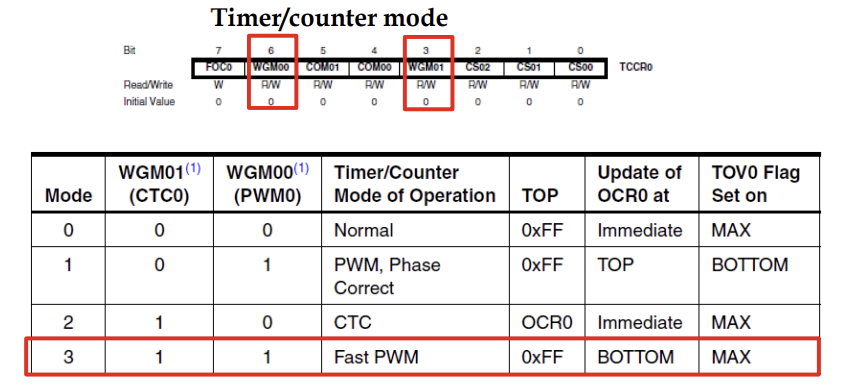 Timer/counter mode
Bit 7 6 5 4 3 2 1 0
FOC0 WGM00 COM01 COM00 WGM01 CS02 CS01 CS00 TCCR0
Read/Write W R/W R/W R/W R/W R/W R/W R/W
Initial Value 0 0 0 0 0 0 0 0
WGM01(1) WGM00(1) Timer/Counter Update of TOV0 Flag
Mode (CTC0) (PWM0) Mode of Operation TOP OCR0 at Set on
0 0 0 Normal 0xFF Immediate MAX
1 0 1 PWM, Phase 0xFF TOP BOTTOM
Correct
2 1 0 CTC OCR0 Immediate MAX
3 1 1 Fast PWM 0xFF BOTTOM MAX